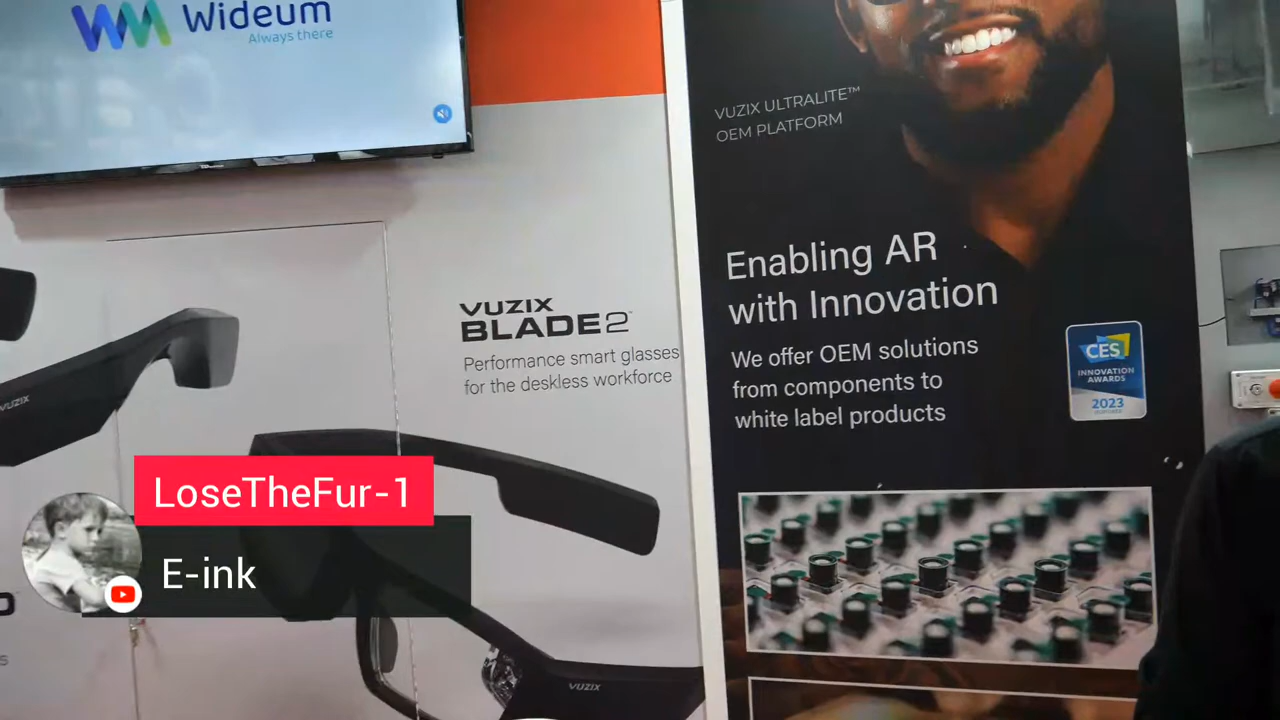 Wideum
Always there
VUZIX ULTRALITE™
OEM PLATFORM
Enabling AR
with Innovation
We offer OEM solutions
from components to
white label products
CES
INNOVATION
AWARDS
2023
VUZIX
BLADE 2™
Performance smart glasses
for the deskless workforce
VUZIX
LoseTheFur-1
E-ink
VUZIX